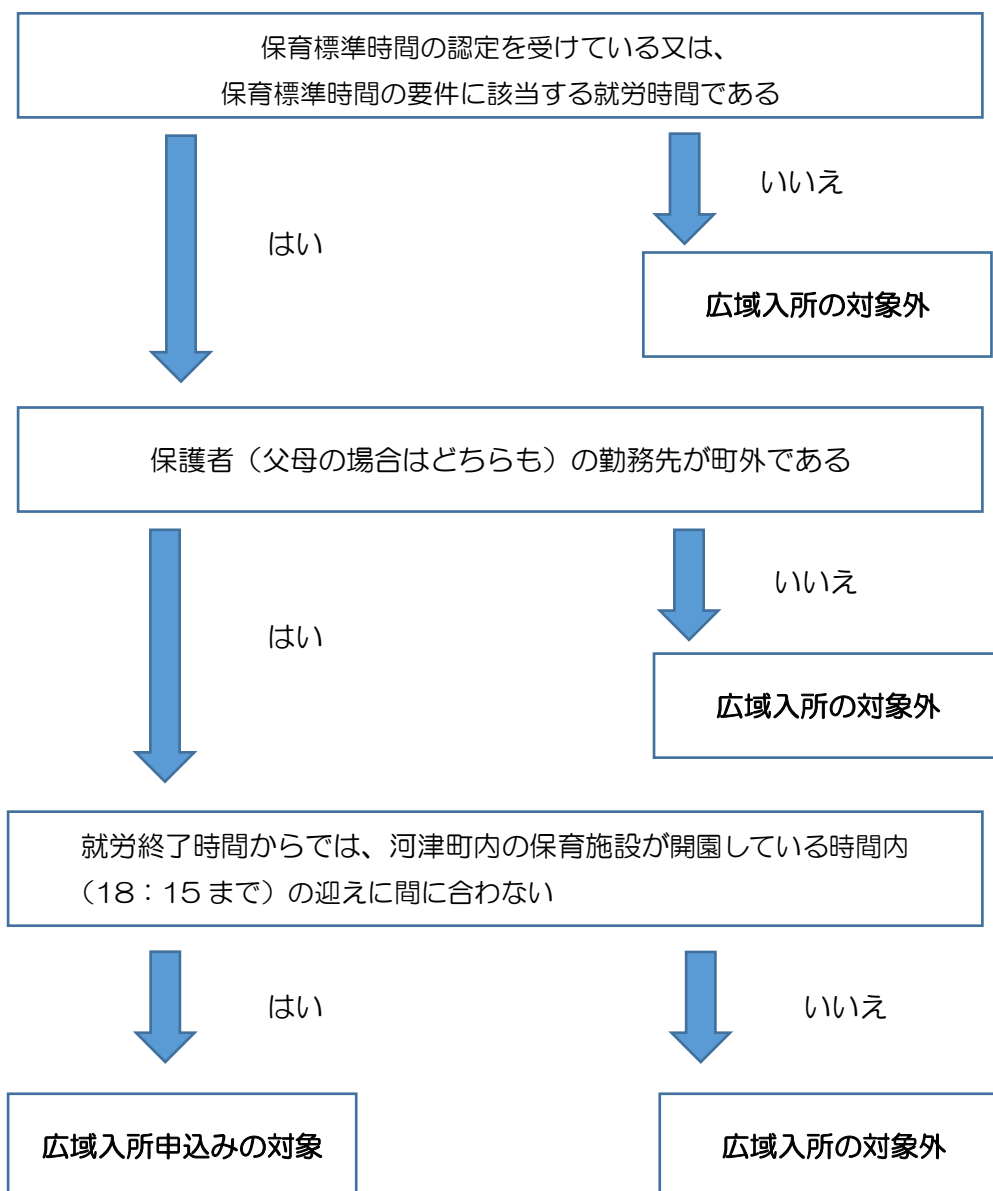 保育標準時間の認定を受けている又は、
保育標準時間の要件に該当する就労時間である
いいえ
はい
広域入所の対象外
保護者（父母の場合はどちらも）の勤務先が町外である
いいえ
はい
広域入所の対象外
就労終了時間からでは、河津町内の保育施設が開園している時間内
（18：15まで）の迎えに間に合わない
はい
いいえ
広域入所申込みの対象
広域入所の対象外